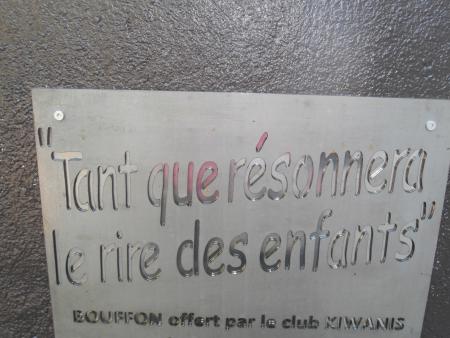 "Tant que résonnera
le rire des enfants"
BOUFFON offert par le club KIWANIS